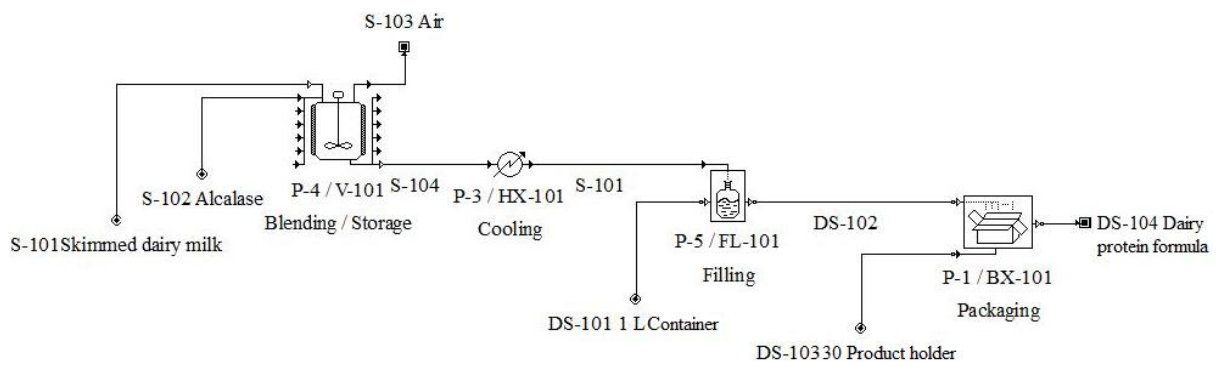 S-103 Air
S-102 Alcalase
S-101Skimmed dairy milk
P-4 / V-101
Blending / Storage
S-104
P-3 / HX-101
Cooling
S-101
P-5 / FL-101
Filling
DS-101 1 L Container
DS-102
P-1 / BX-101
Packaging
DS-10330 Product holder
DS-104 Dairy
protein formula